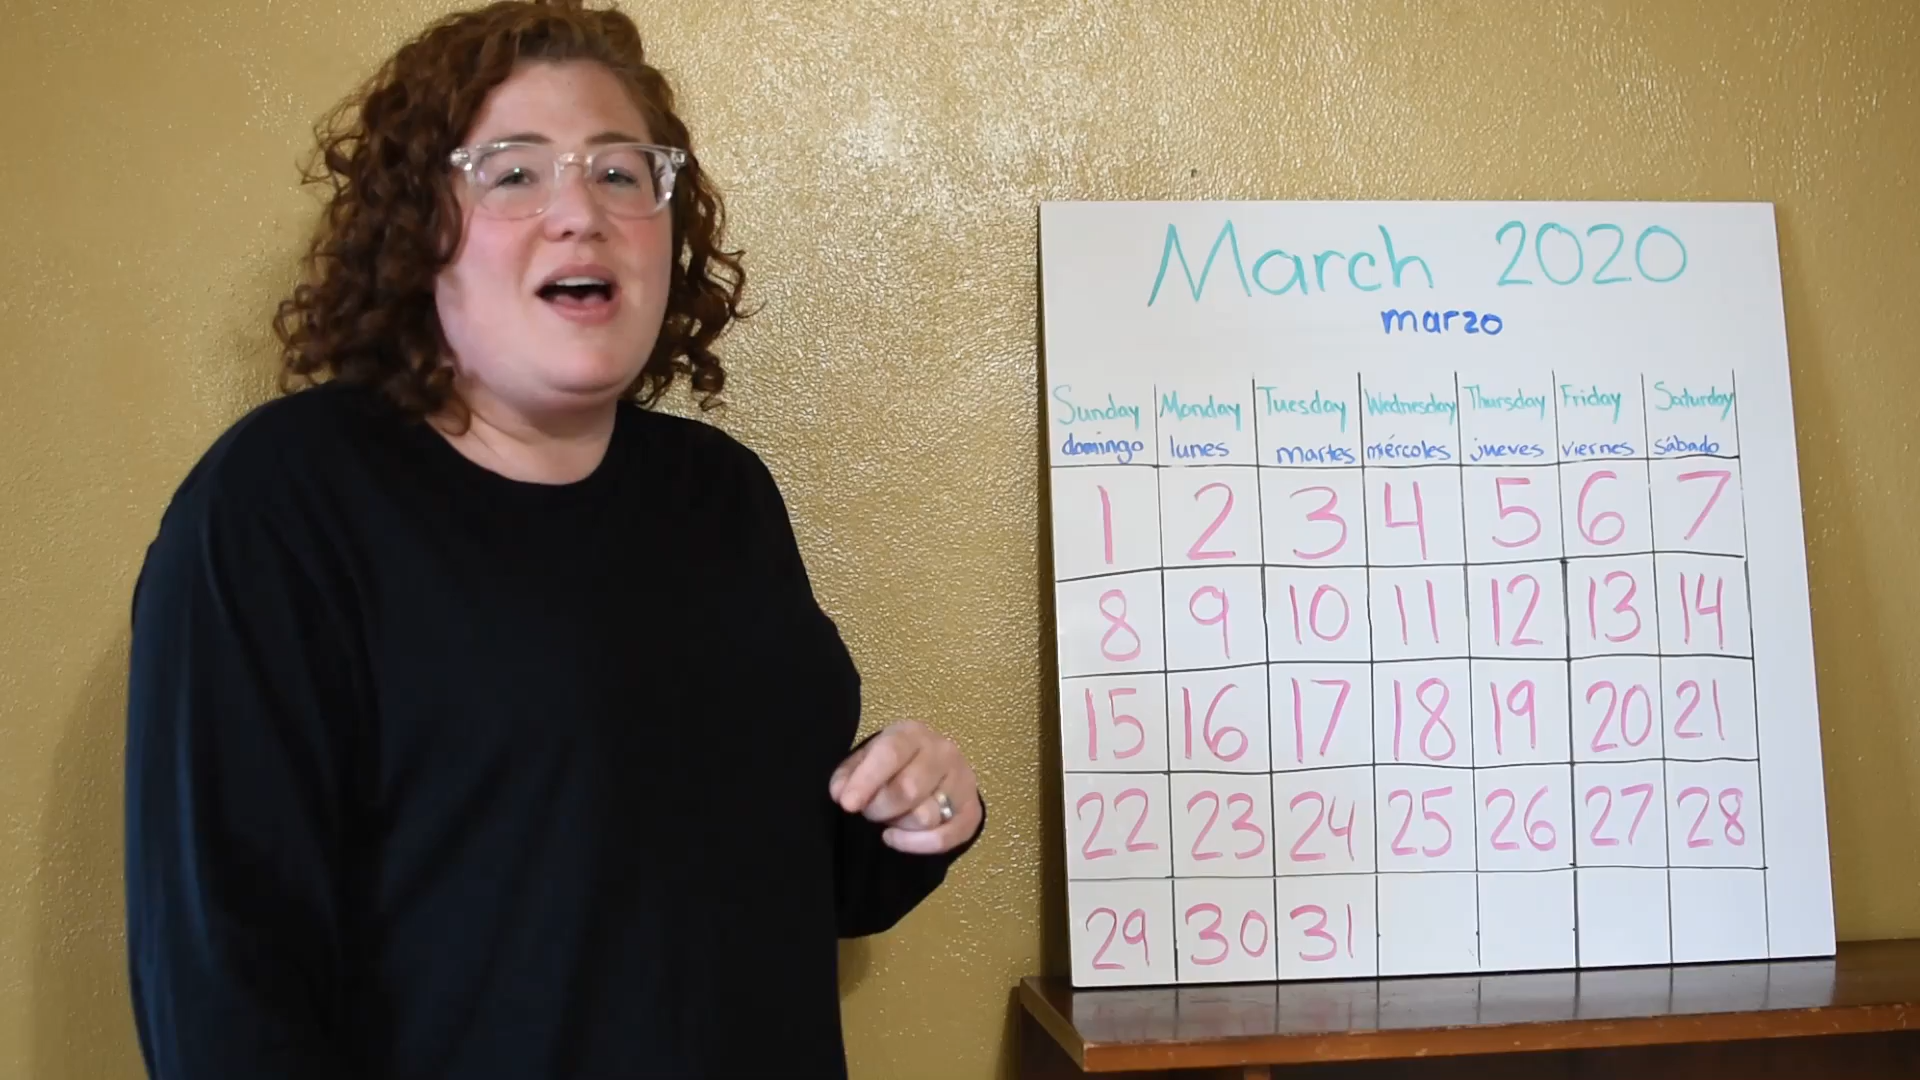 March 2020
marzo
Sunday Monday Tuesday Wednesday Thursday Friday Saturday
domingo lunes martes miércoles jueves viernes sábado
1 2 3 4 5 6 7
8 9 10 11 12 13 14
15 16 17 18 19 20 21
22 23 24 25 26 27 28
29 30 31